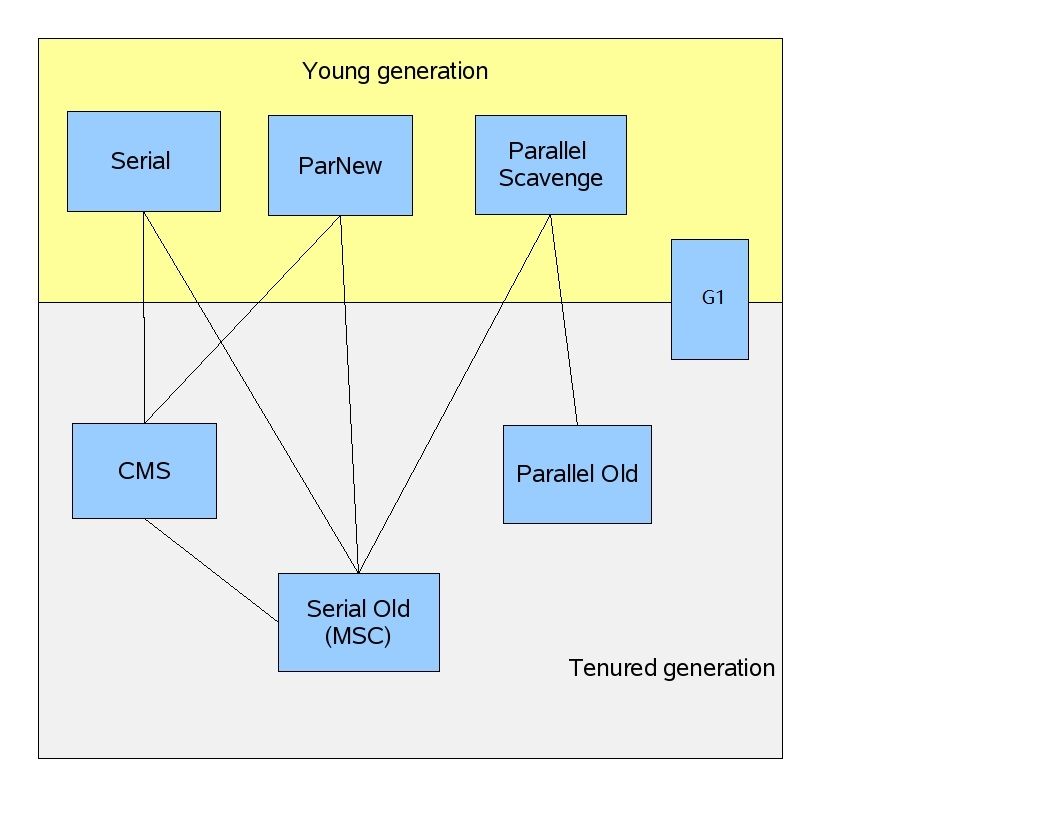 Young generation
Serial
ParNew
Parallel
Scavenge
G1
CMS
Parallel Old
Serial Old
(MSC)
Tenured generation